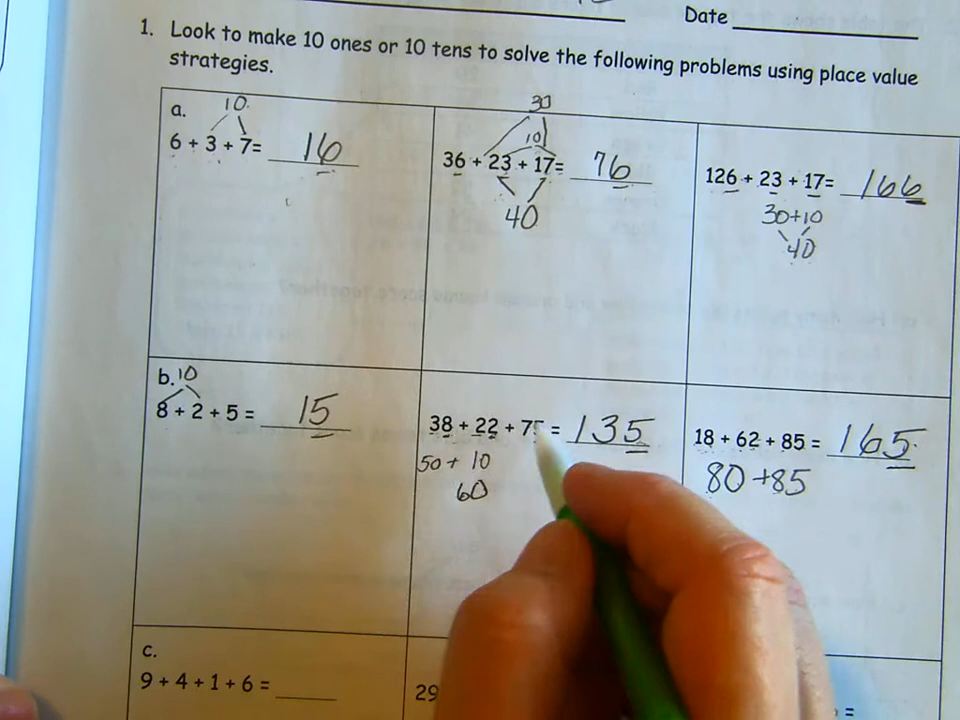 Date
1. Look to make 10 ones or 10 tens to solve the following problems using place value
strategies.
a.
10
6 + 3 + 7= 16
30
10
36 + 23 + 17= 76
40
126 + 23 + 17= 166
30+10
40
b. 10
8 + 2 + 5 = 15
38 + 22 + 75 = 135
50 + 10
60
18 + 62 + 85 = 165
80 +85
c.
9 + 4 + 1 + 6 =
29
=